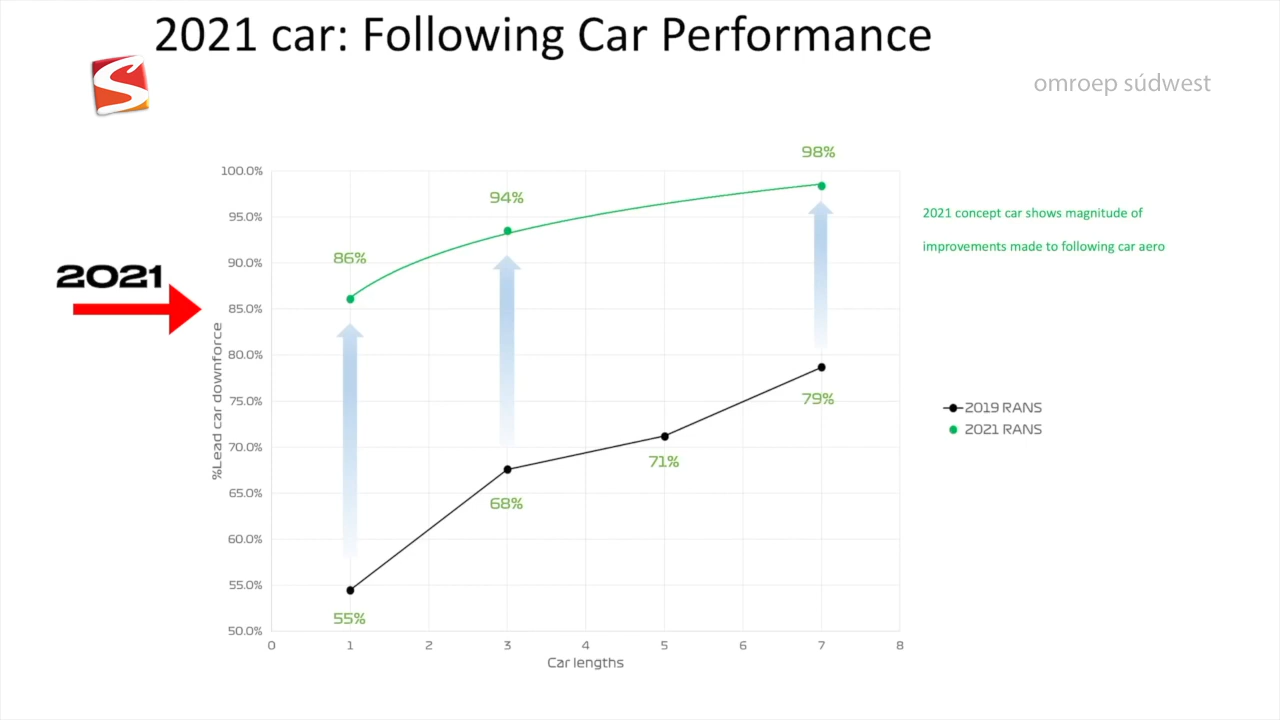 2021 car: Following Car Performance
S
omroep súdwest
98%
100.0%
94%
95.0%
2021 concept car shows magnitude of
improvements made to following car aero
86%
90.0%
2021
85.0%
80.0%
79%
75.0%
2019 RANS
2021 RANS
71%
70.0%
68%
65.0%
60.0%
55.0%
55%
50.0%
%Lead car downforce
0 1 2 3 4 5 6 7 8
Car lengths